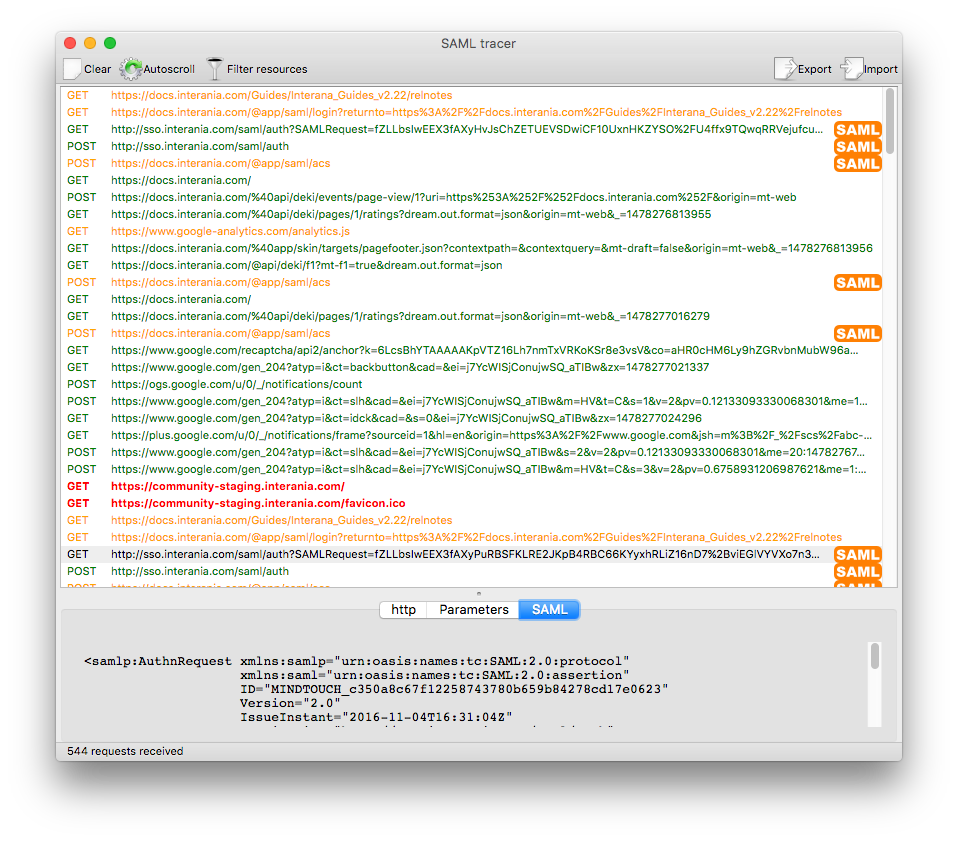 SAML tracer
Clear Autoscroll Filter resources Export Import
GET https://docs.interania.com/Guides/Interania_Guides_v2.22/relnotes
GET https://docs.interania.com/@app/saml/login?returnto=https%3A%2F%2Fdocs.interania.com%2FGuides%2FInterania_Guides_v2.22%2Frelnotes
GET http://sso.interania.com/saml/auth?SAMLRequest=fZLLbsIwEEX3fAXyHvJsChZETUEVSDwiCF10UxnHKZYSO%2FU4ffx9TQwqRRVejufcu... SAML
POST http://sso.interania.com/saml/auth SAML
POST https://docs.interania.com/@app/saml/acs SAML
GET https://docs.interania.com/
POST https://docs.interania.com/%40api/deki/events/page-view/1?uri=https%253A%252F%252Fdocs.interania.com%252F&origin=mt-web
GET https://docs.interania.com/%40api/deki/pages/1/ratings?dream.out.format=json&origin=mt-web&_=1478276813955
GET https://www.google-analytics.com/analytics.js
GET https://docs.interania.com/%40app/skin/targets/pagefooter.json?contextpath=&contextquery=&mt-draft=false&origin=mt-web&_=1478276813956
GET https://docs.interania.com/@api/deki/f1?mt-f1=true&dream.out.format=json
POST https://docs.interania.com/@app/saml/acs SAML
GET https://docs.interania.com/
GET https://docs.interania.com/%40api/deki/pages/1/ratings?dream.out.format=json&origin=mt-web&_=1478277016279
POST https://docs.interania.com/@app/saml/acs SAML
GET https://www.google.com/recaptcha/api2/anchor?k=6LcsBhYTAAAAAKpVTZ16Lh7nmTxVRKoKSr8e3vsV&co=aHR0cHM6Ly9hZGRvbnMubW96a...
GET https://www.google.com/gen_204?atyp=i&ct=backbutton&cad=&ei=j7YcWISjConujwSQ_aTIBw&zx=1478277021337
POST https://ogs.google.com/u/0/_/notifications/count
POST https://www.google.com/gen_204?atyp=i&ct=slh&cad=&ei=j7YcWISjConujwSQ_aTIBw&m=HV&t=C&s=1&v=2&pv=0.12133093330068301&me=1...
GET https://www.google.com/gen_204?atyp=i&ct=idck&cad=&s=0&ei=j7YcWISjConujwSQ_aTIBw&zx=1478277024296
GET https://plus.google.com/u/0/_/notifications/frame?sourceid=1&hl=en&origin=https%3A%2F%2Fwww.google.com&jsh=m%3B%2F_%2Fscs%2Fabc-...
POST https://www.google.com/gen_204?atyp=i&ct=slh&cad=&ei=j7YcWISjConujwSQ_aTIBw&s=2&v=2&pv=0.12133093330068301&me=20:14782767...
POST https://www.google.com/gen_204?atyp=i&ct=slh&cad=&ei=j7YcWISjConujwSQ_aTIBw&m=HV&t=C&s=3&v=2&pv=0.6758931206987621&me=1:...
GET https://community-staging.interania.com/
GET https://community-staging.interania.com/favicon.ico
GET https://docs.interania.com/Guides/Interana_Guides_v2.22/relnotes
GET https://docs.interania.com/@app/saml/login?returnto=https%3A%2F%2Fdocs.interania.com%2FGuides%2FInterana_Guides_v2.22%2Frelnotes
GET http://sso.interania.com/saml/auth?SAMLRequest=fZLLbsIwEEX3fAXyPuRBSFKLRE2JKpB4RBC66KYyxhRLiZ16nD7%2BviEGlVYVXo7n3... SAML
POST http://sso.interania.com/saml/auth SAML
POST https://docs.interania.com/@app/saml/acs SAML
http Parameters SAML
<samlp:AuthnRequest xmlns:samlp="urn:oasis:names:tc:SAML:2.0:protocol"
xmlns:saml="urn:oasis:names:tc:SAML:2.0:assertion"
ID="MINDTOUCH_c350a8c67f12258743780b659b84278cd17e0623"
Version="2.0"
IssueInstant="2016-11-04T16:31:04Z"
544 requests received